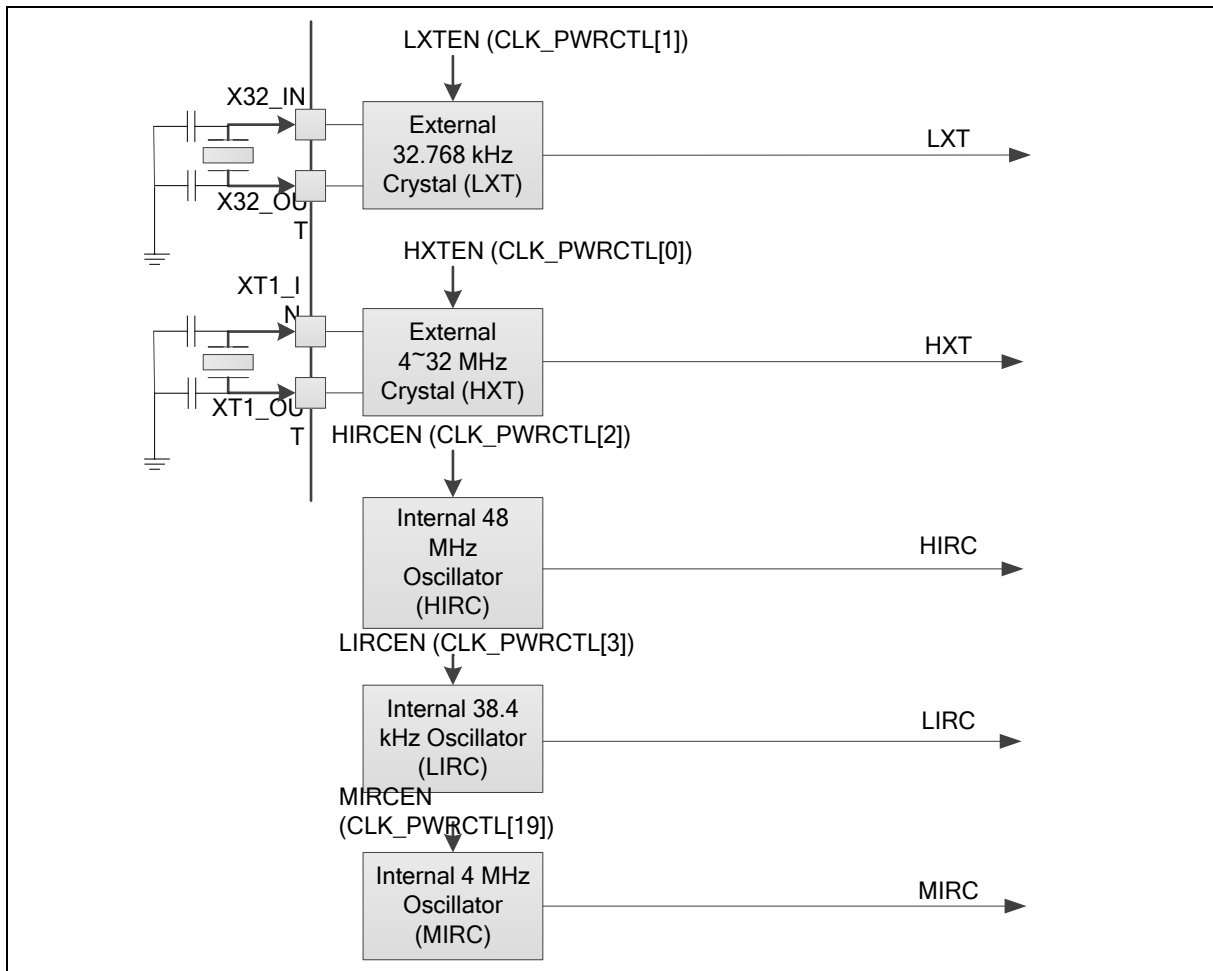 LXTEN (CLK_PWRCTL[1])
X32_IN
External
32.768 kHz
Crystal (LXT)
LXT
X32_OU
T
HXTEN (CLK_PWRCTL[0])
XT1_I
N
External
4~32 MHz
Crystal (HXT)
HXT
XT1_OU
T
HIRCEN (CLK_PWRCTL[2])
Internal 48
MHz
Oscillator
(HIRC)
HIRC
LIRCEN (CLK_PWRCTL[3])
Internal 38.4
kHz Oscillator
(LIRC)
LIRC
MIRCEN
(CLK_PWRCTL[19])
Internal 4 MHz
Oscillator
(MIRC)
MIRC